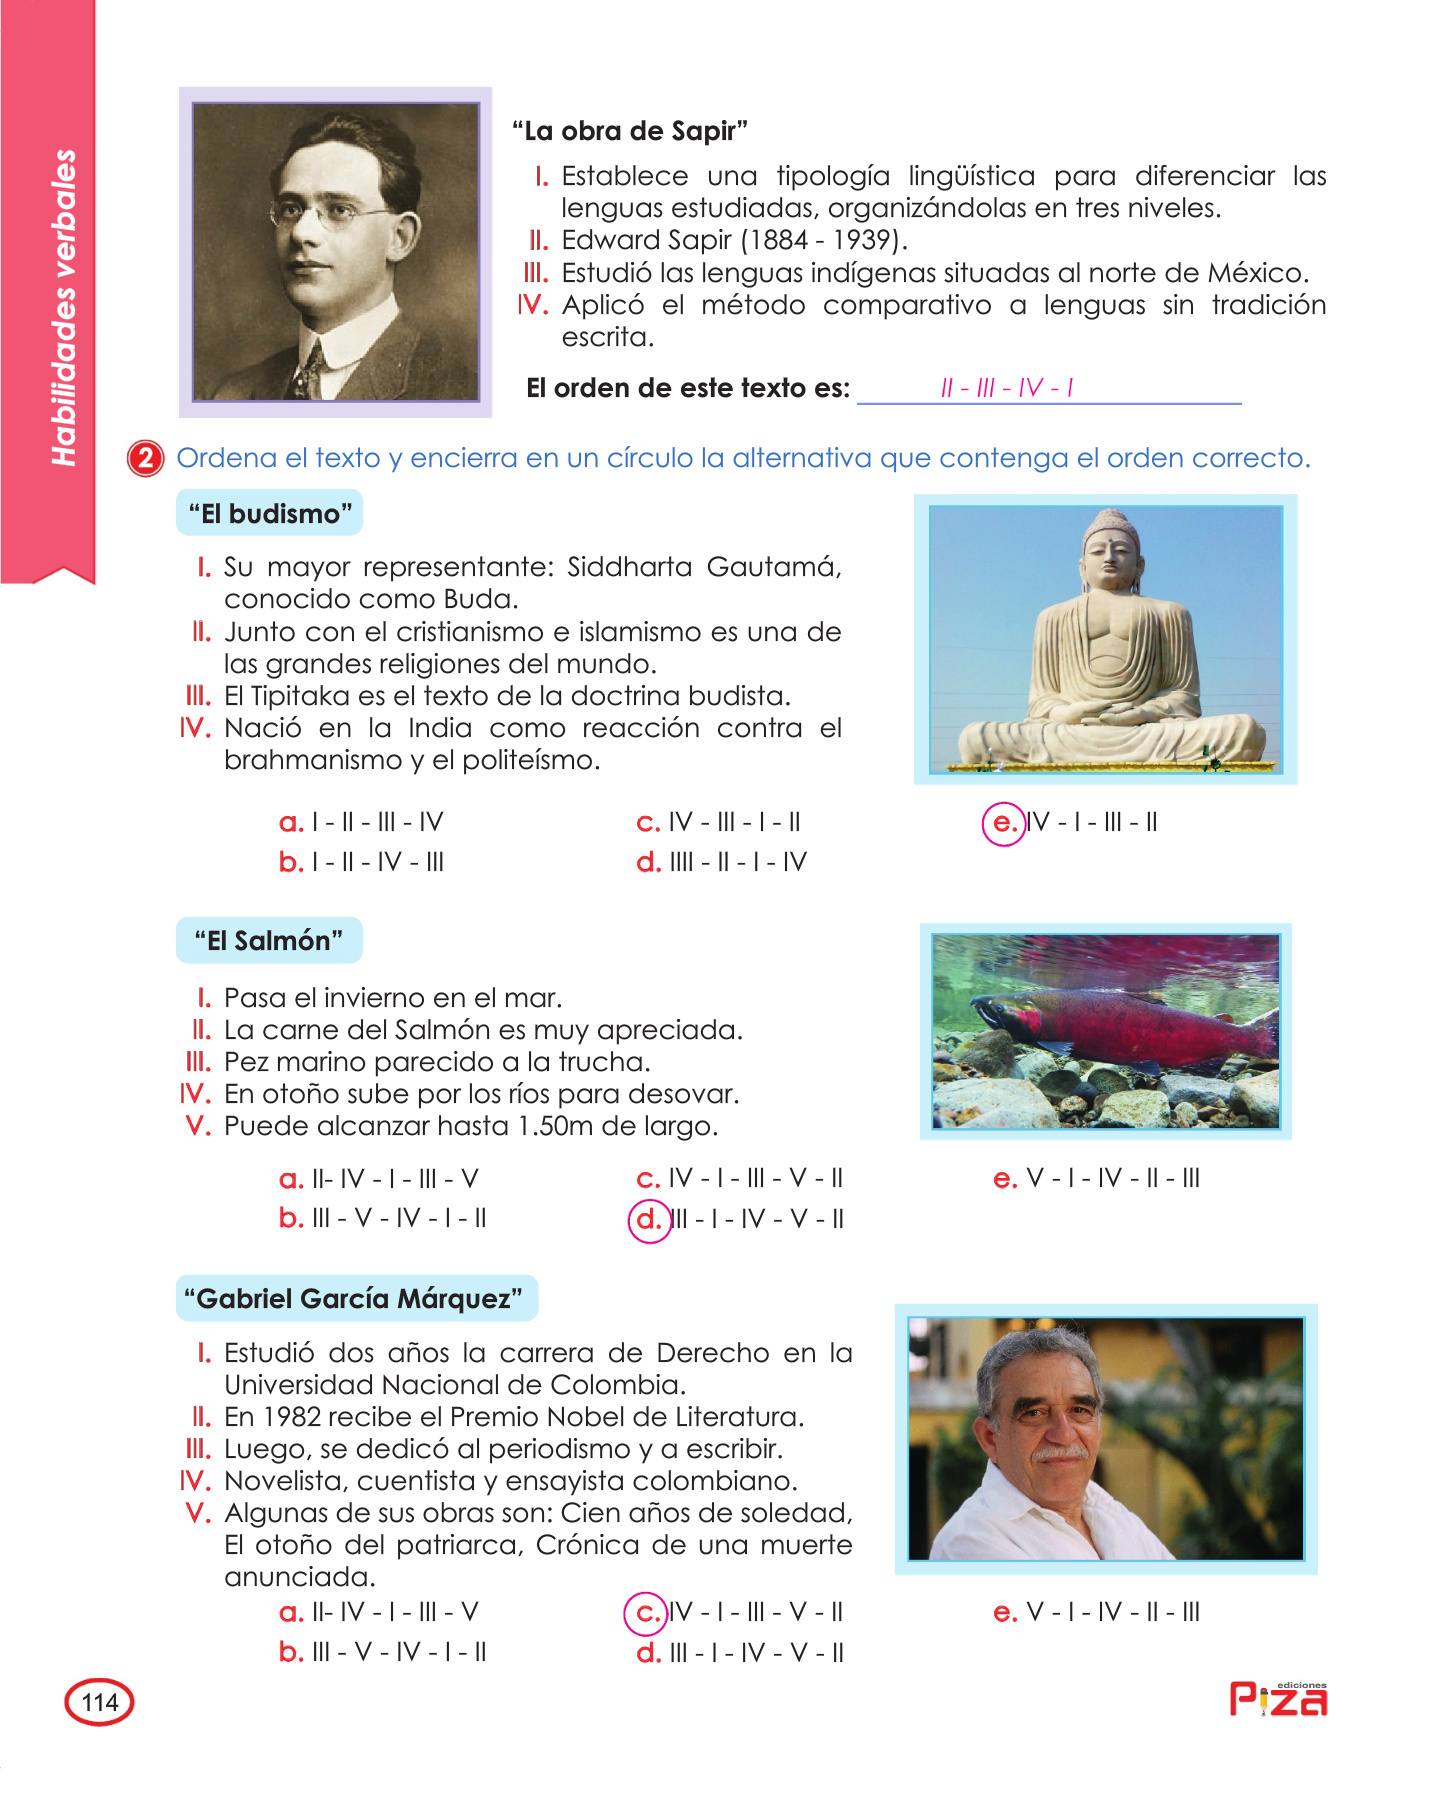 Habilidades verbales
“La obra de Sapir”
I. Establece una tipología lingüística para diferenciar las
lenguas estudiadas, organizándolas en tres niveles.
II. Edward Sapir (1884 - 1939).
III. Estudió las lenguas indígenas situadas al norte de México.
IV. Aplicó el método comparativo a lenguas sin tradición
escrita.
El orden de este texto es: II - III - IV - I
2 Ordena el texto y encierra en un círculo la alternativa que contenga el orden correcto.
“El budismo”
I. Su mayor representante: Siddharta Gautamá,
conocido como Buda.
II. Junto con el cristianismo e islamismo es una de
las grandes religiones del mundo.
III. El Tipitaka es el texto de la doctrina budista.
IV. Nació en la India como reacción contra el
brahmanismo y el politeísmo.
a. I - II - III - IV c. IV - III - I - II e. IV - I - III - II
b. I - II - IV - III d. IIII - II - I - IV
“El Salmón”
I. Pasa el invierno en el mar.
II. La carne del Salmón es muy apreciada.
III. Pez marino parecido a la trucha.
IV. En otoño sube por los ríos para desovar.
V. Puede alcanzar hasta 1.50m de largo.
a. II- IV - I - III - V c. IV - I - III - V - II e. V - I - IV - II - III
b. III - V - IV - I - II d. III - I - IV - V - II
“Gabriel García Márquez”
I. Estudió dos años la carrera de Derecho en la
Universidad Nacional de Colombia.
II. En 1982 recibe el Premio Nobel de Literatura.
III. Luego, se dedicó al periodismo y a escribir.
IV. Novelista, cuentista y ensayista colombiano.
V. Algunas de sus obras son: Cien años de soledad,
El otoño del patriarca, Crónica de una muerte
anunciada.
a. II- IV - I - III - V c. IV - I - III - V - II e. V - I - IV - II - III
b. III - V - IV - I - II d. III - I - IV - V - II
114
ediciones
Piza